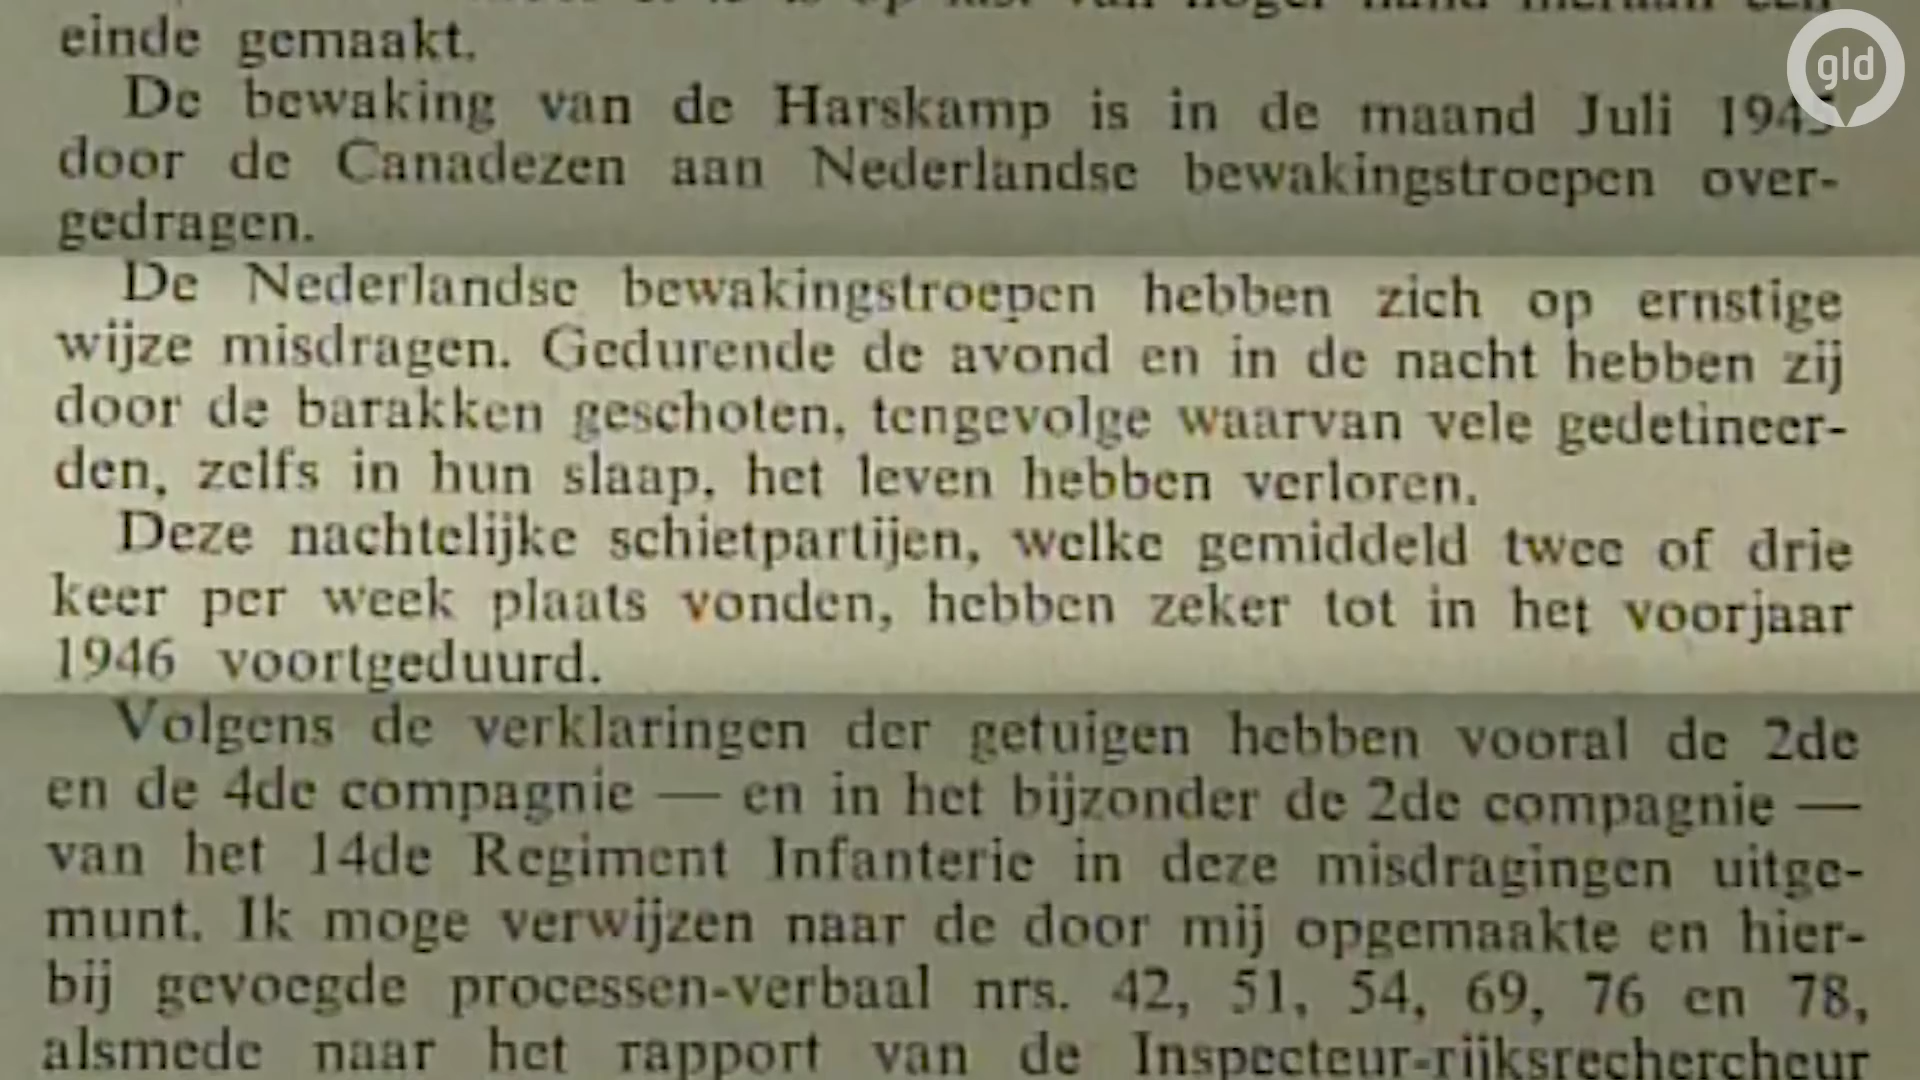 einde gemaakt.
De bewaking van de Harskamp is in de maand Juli 1945
door de Canadezen aan Nederlandse bewakingstroepen over-
gedragen.
De Nederlandse bewakingstroepen hebben zich op ernstige
wijze misdragen. Gedurende de avond en in de nacht hebben zij
door de barakken geschoten, tengevolge waarvan vele gedetineer-
den, zelfs in hun slaap, het leven hebben verloren.
Deze nachtelijke schietpartijen, welke gemiddeld twee of drie
keer per week plaats vonden, hebben zeker tot in het voorjaar
1946 voortgeduurd.
Volgens de verklaringen der getuigen hebben vooral de 2de
en de 4de compagnie — en in het bijzonder de 2de compagnie —
van het 14de Regiment Infanterie in deze misdragingen uitge-
munt. Ik moge verwijzen naar de door mij opgemaakte en hier-
bij gevoegde processen-verbaal nrs. 42, 51, 54, 69, 76 en 78,
alsmede naar het rapport van de Inspecteur-rijksrechercheur
gld